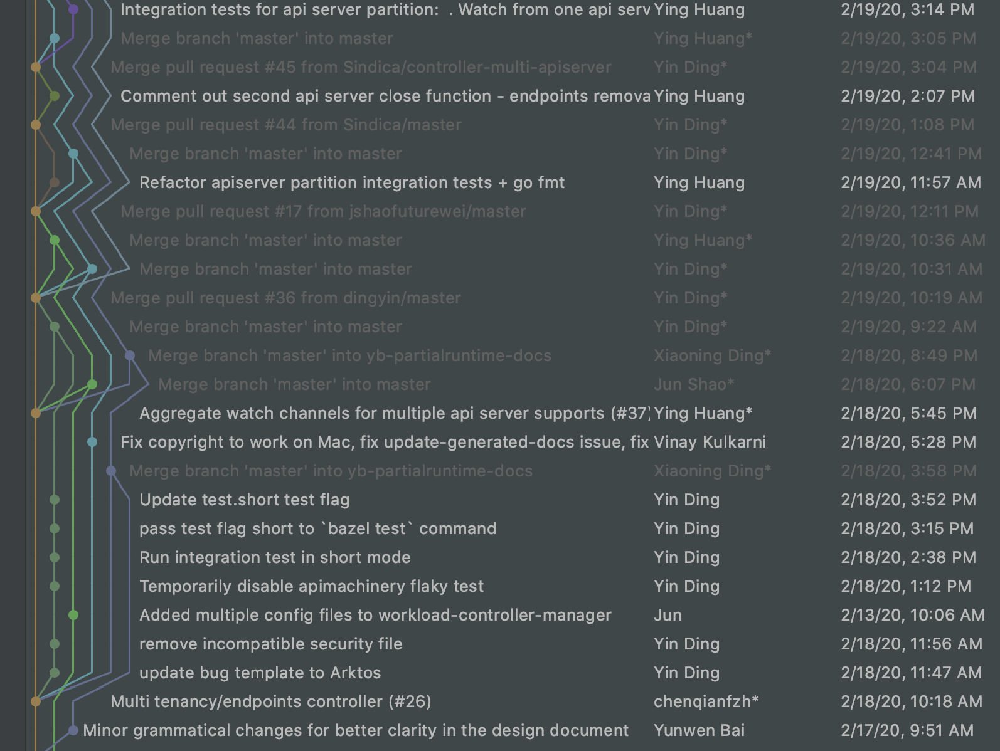 Integration tests for api server partition:  . Watch from one api serv Ying Huang 2/19/20, 3:14 PM
Merge branch 'master' into master Ying Huang* 2/19/20, 3:05 PM
Merge pull request #45 from Sindica/controller-multi-apiserver Yin Ding* 2/19/20, 3:04 PM
Comment out second api server close function - endpoints remova Ying Huang 2/19/20, 2:07 PM
Merge pull request #44 from Sindica/master Yin Ding* 2/19/20, 1:08 PM
Merge branch 'master' into master Yin Ding* 2/19/20, 12:41 PM
Refactor apiserver partition integration tests + go fmt Ying Huang 2/19/20, 11:57 AM
Merge pull request #17 from jshaofuturewei/master Yin Ding* 2/19/20, 12:11 PM
Merge branch 'master' into master Ying Huang* 2/19/20, 10:36 AM
Merge branch 'master' into master Yin Ding* 2/19/20, 10:31 AM
Merge pull request #36 from dingyin/master Yin Ding* 2/19/20, 10:19 AM
Merge branch 'master' into master Yin Ding* 2/19/20, 9:22 AM
Merge branch 'master' into yb-partialruntime-docs Xiaoning Ding* 2/18/20, 8:49 PM
Merge branch 'master' into master Jun Shao* 2/18/20, 6:07 PM
Aggregate watch channels for multiple api server supports (#37) Ying Huang* 2/18/20, 5:45 PM
Fix copyright to work on Mac, fix update-generated-docs issue, fix Vinay Kulkarni 2/18/20, 5:28 PM
Merge branch 'master' into yb-partialruntime-docs Xiaoning Ding* 2/18/20, 3:58 PM
Update test.short test flag Yin Ding 2/18/20, 3:52 PM
pass test flag short to `bazel test` command Yin Ding 2/18/20, 3:15 PM
Run integration test in short mode Yin Ding 2/18/20, 2:38 PM
Temporarily disable apimachinery flaky test Yin Ding 2/18/20, 1:12 PM
Added multiple config files to workload-controller-manager Jun 2/13/20, 10:06 AM
remove incompatible security file Yin Ding 2/18/20, 11:56 AM
update bug template to Arktos Yin Ding 2/18/20, 11:47 AM
Multi tenancy/endpoints controller (#26) chenqianfzh* 2/18/20, 10:18 AM
Minor grammatical changes for better clarity in the design document Yunwen Bai 2/17/20, 9:51 AM